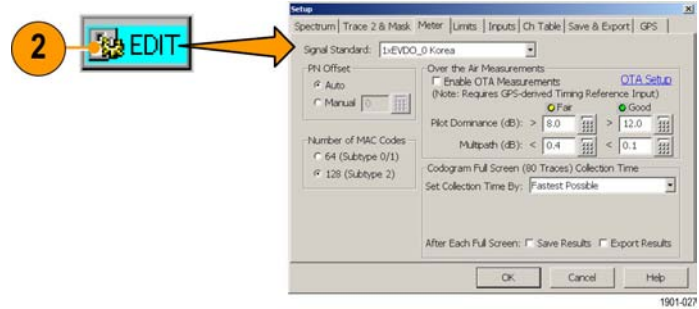 2
EDIT
Setup
Spectrum Trace 2 & Mask Meter Limits Inputs Ch Table Save & Export GPS
Signal Standard: 1xEVDO_0 Korea
PN Offset
Auto
Manual 0
Number of MAC Codes
64 (Subtype 0/1)
128 (Subtype 2)
Over the Air Measurements
Enable OTA Measurements OTA Setup
(Note: Requires GPS-derived Timing Reference Input)
Fair Good
Pilot Dominance (dB): > 8.0 > 12.0
Multipath (dB): < 0.4 < 0.1
Codogram Full Screen (80 Traces) Collection Time
Set Collection Time By: Fastest Possible
After Each Full Screen: Save Results Export Results
OK Cancel Help
1901-027